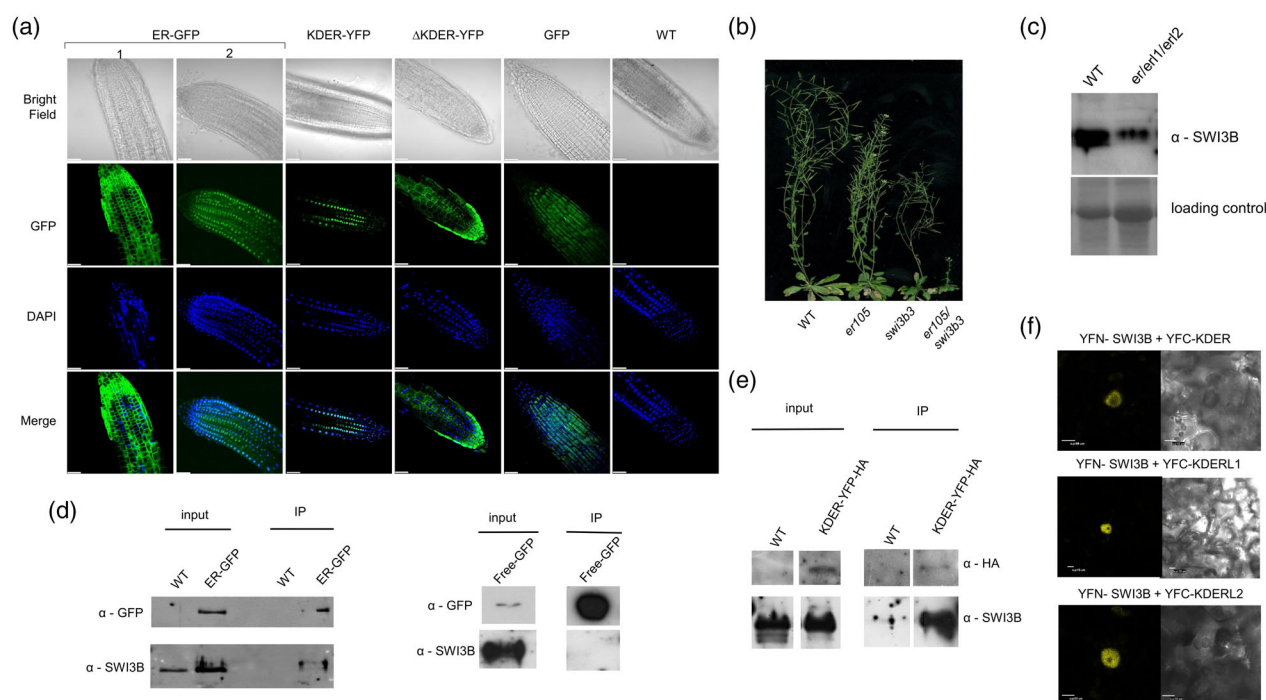 (a)
ER-GFP KDER-YFP ΔKDER-YFP GFP WT
1 2
Bright
Field
GFP
DAPI
Merge
(b)
WT
er105
swi3b3
er105/
swi3b3
(c)
WT
er/erl1/erl2
α - SWI3B
loading control
(d)
input IP
WT ER-GFP WT ER-GFP
α - GFP
α - SWI3B
input IP
Free-GFP Free-GFP
α - GFP
α - SWI3B
(e)
input IP
WT KDER-YFP-HA WT KDER-YFP-HA
α - HA
α - SWI3B
(f)
YFN- SWI3B + YFC-KDER
YFN- SWI3B + YFC-KDERL1
YFN- SWI3B + YFC-KDERL2